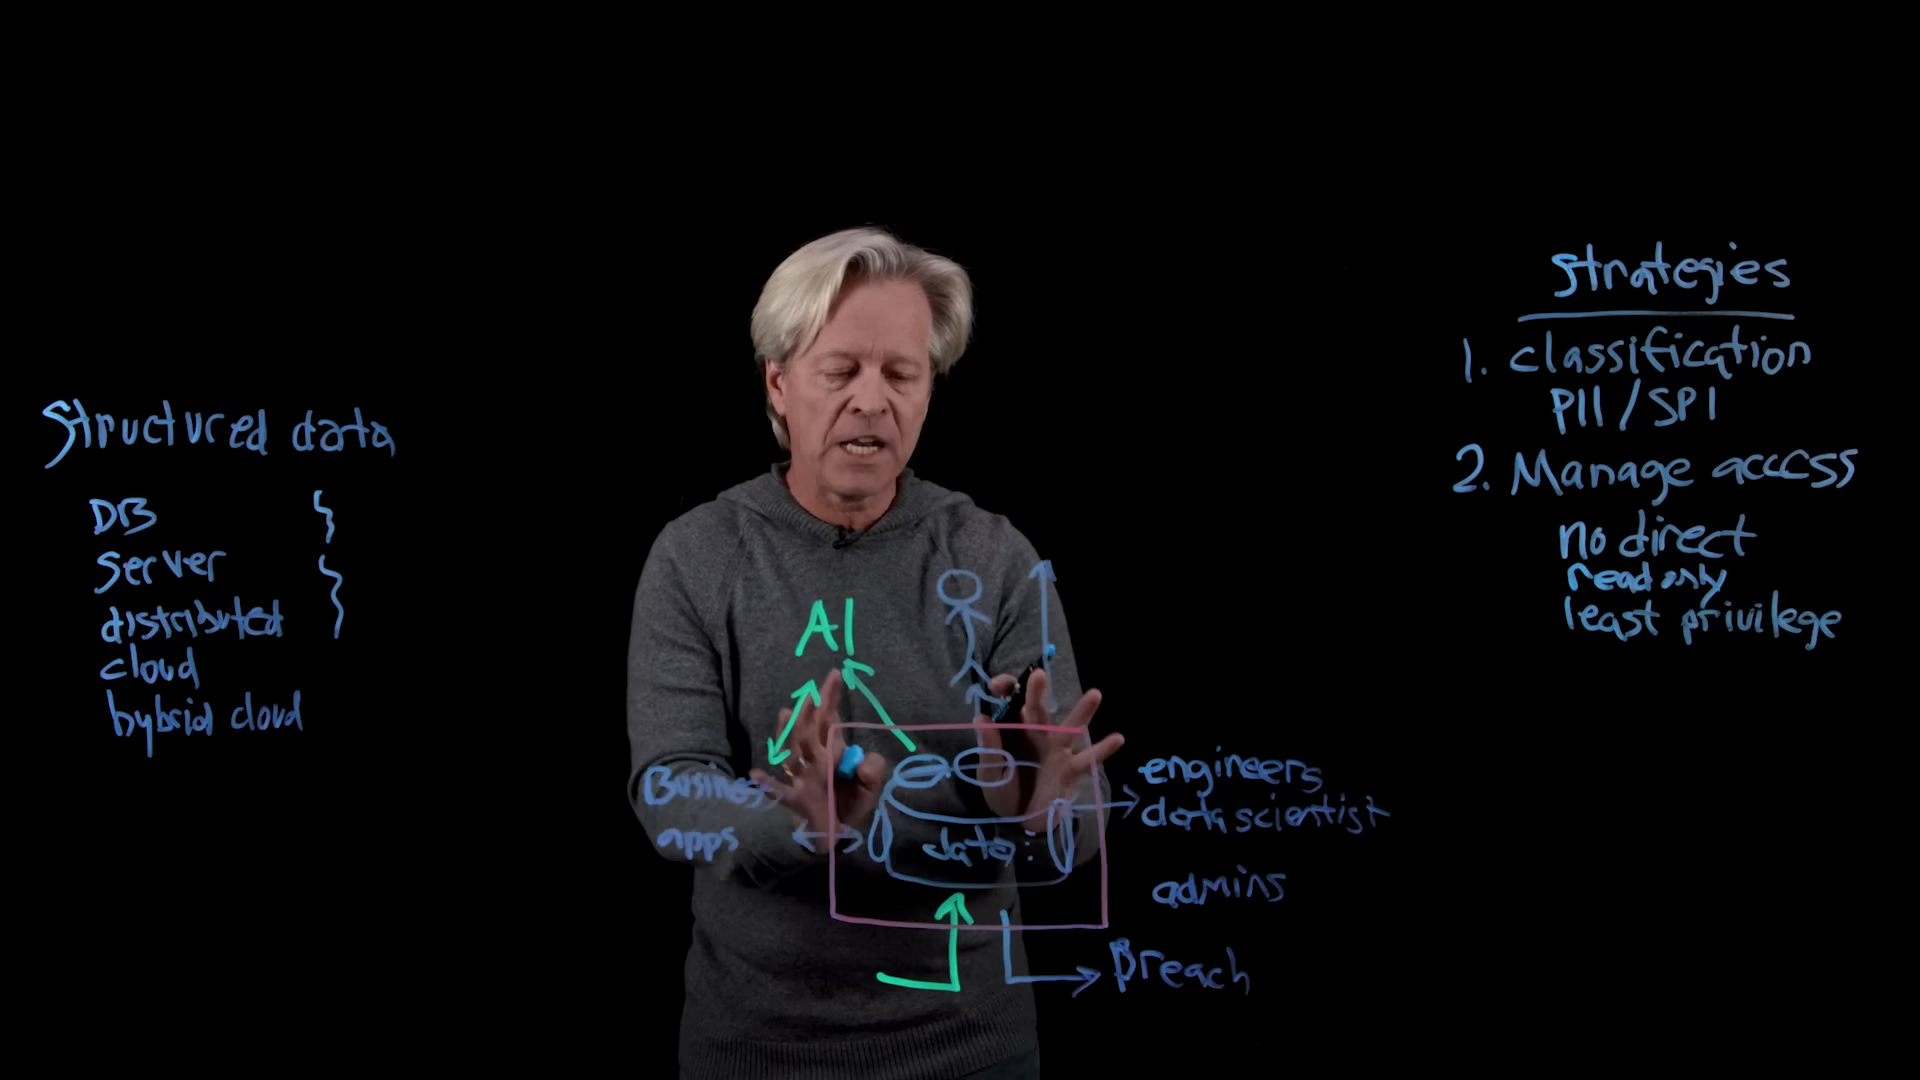 Structured data
DB
Server
distributed
cloud
hybrid cloud
AI
Business
apps
data
engineers
data scientist
admins
Breach
Strategies
1. classification
PII/SPI
2. Manage access
no direct
read only
least privilege